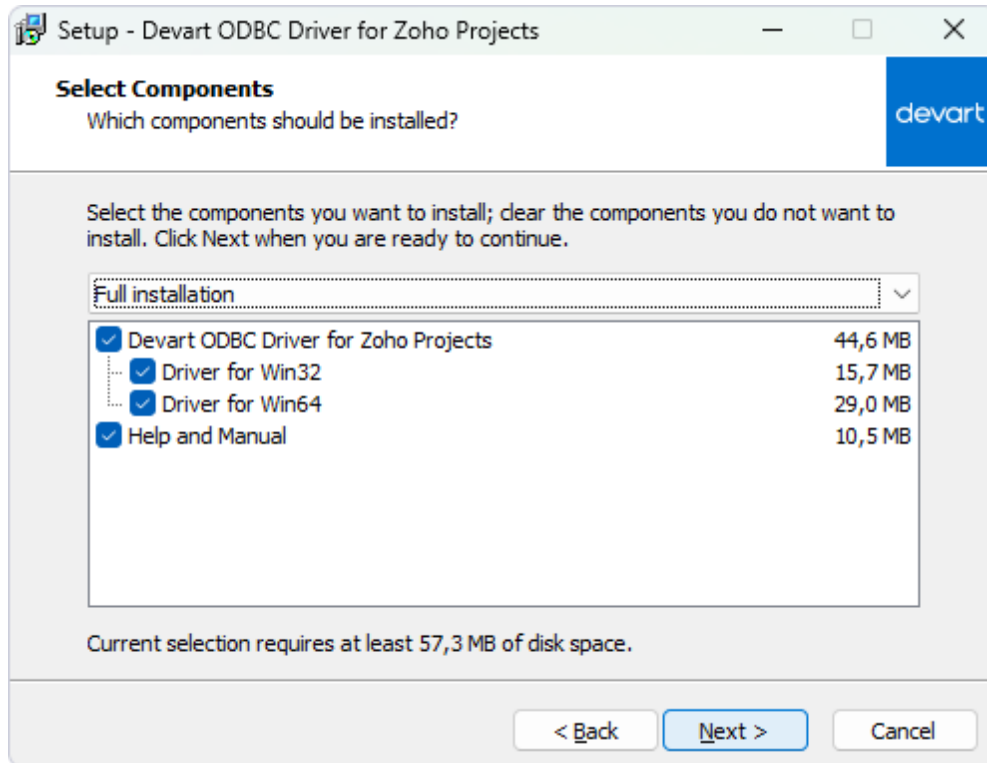 Setup - Devart ODBC Driver for Zoho Projects
Select Components
Which components should be installed?
devart
Select the components you want to install; clear the components you do not want to
install. Click Next when you are ready to continue.
Full installation
Devart ODBC Driver for Zoho Projects 44,6 MB
Driver for Win32 15,7 MB
Driver for Win64 29,0 MB
Help and Manual 10,5 MB
Current selection requires at least 57,3 MB of disk space.
< Back Next > Cancel